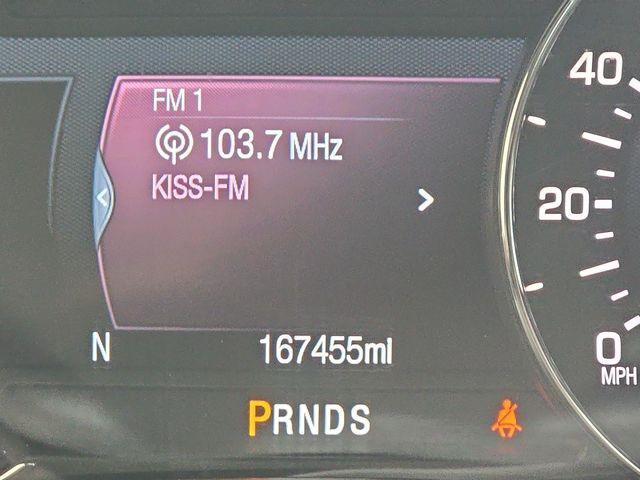 FM 1
103.7 MHz
KISS-FM
N
167455mi
PRNDS
40
20
0
MPH